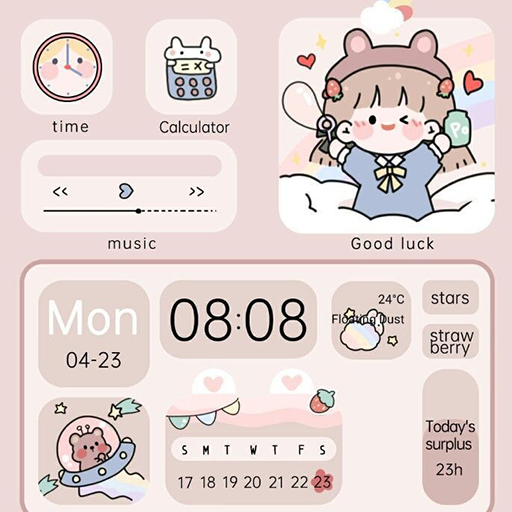 time
Calculator
Po
<< >>
music
Good luck
Mon
04-23
08:08
24°C
Floating Dust
stars
straw
berry
S M T W T F S
17 18 19 20 21 22 23
Today's
surplus
23h